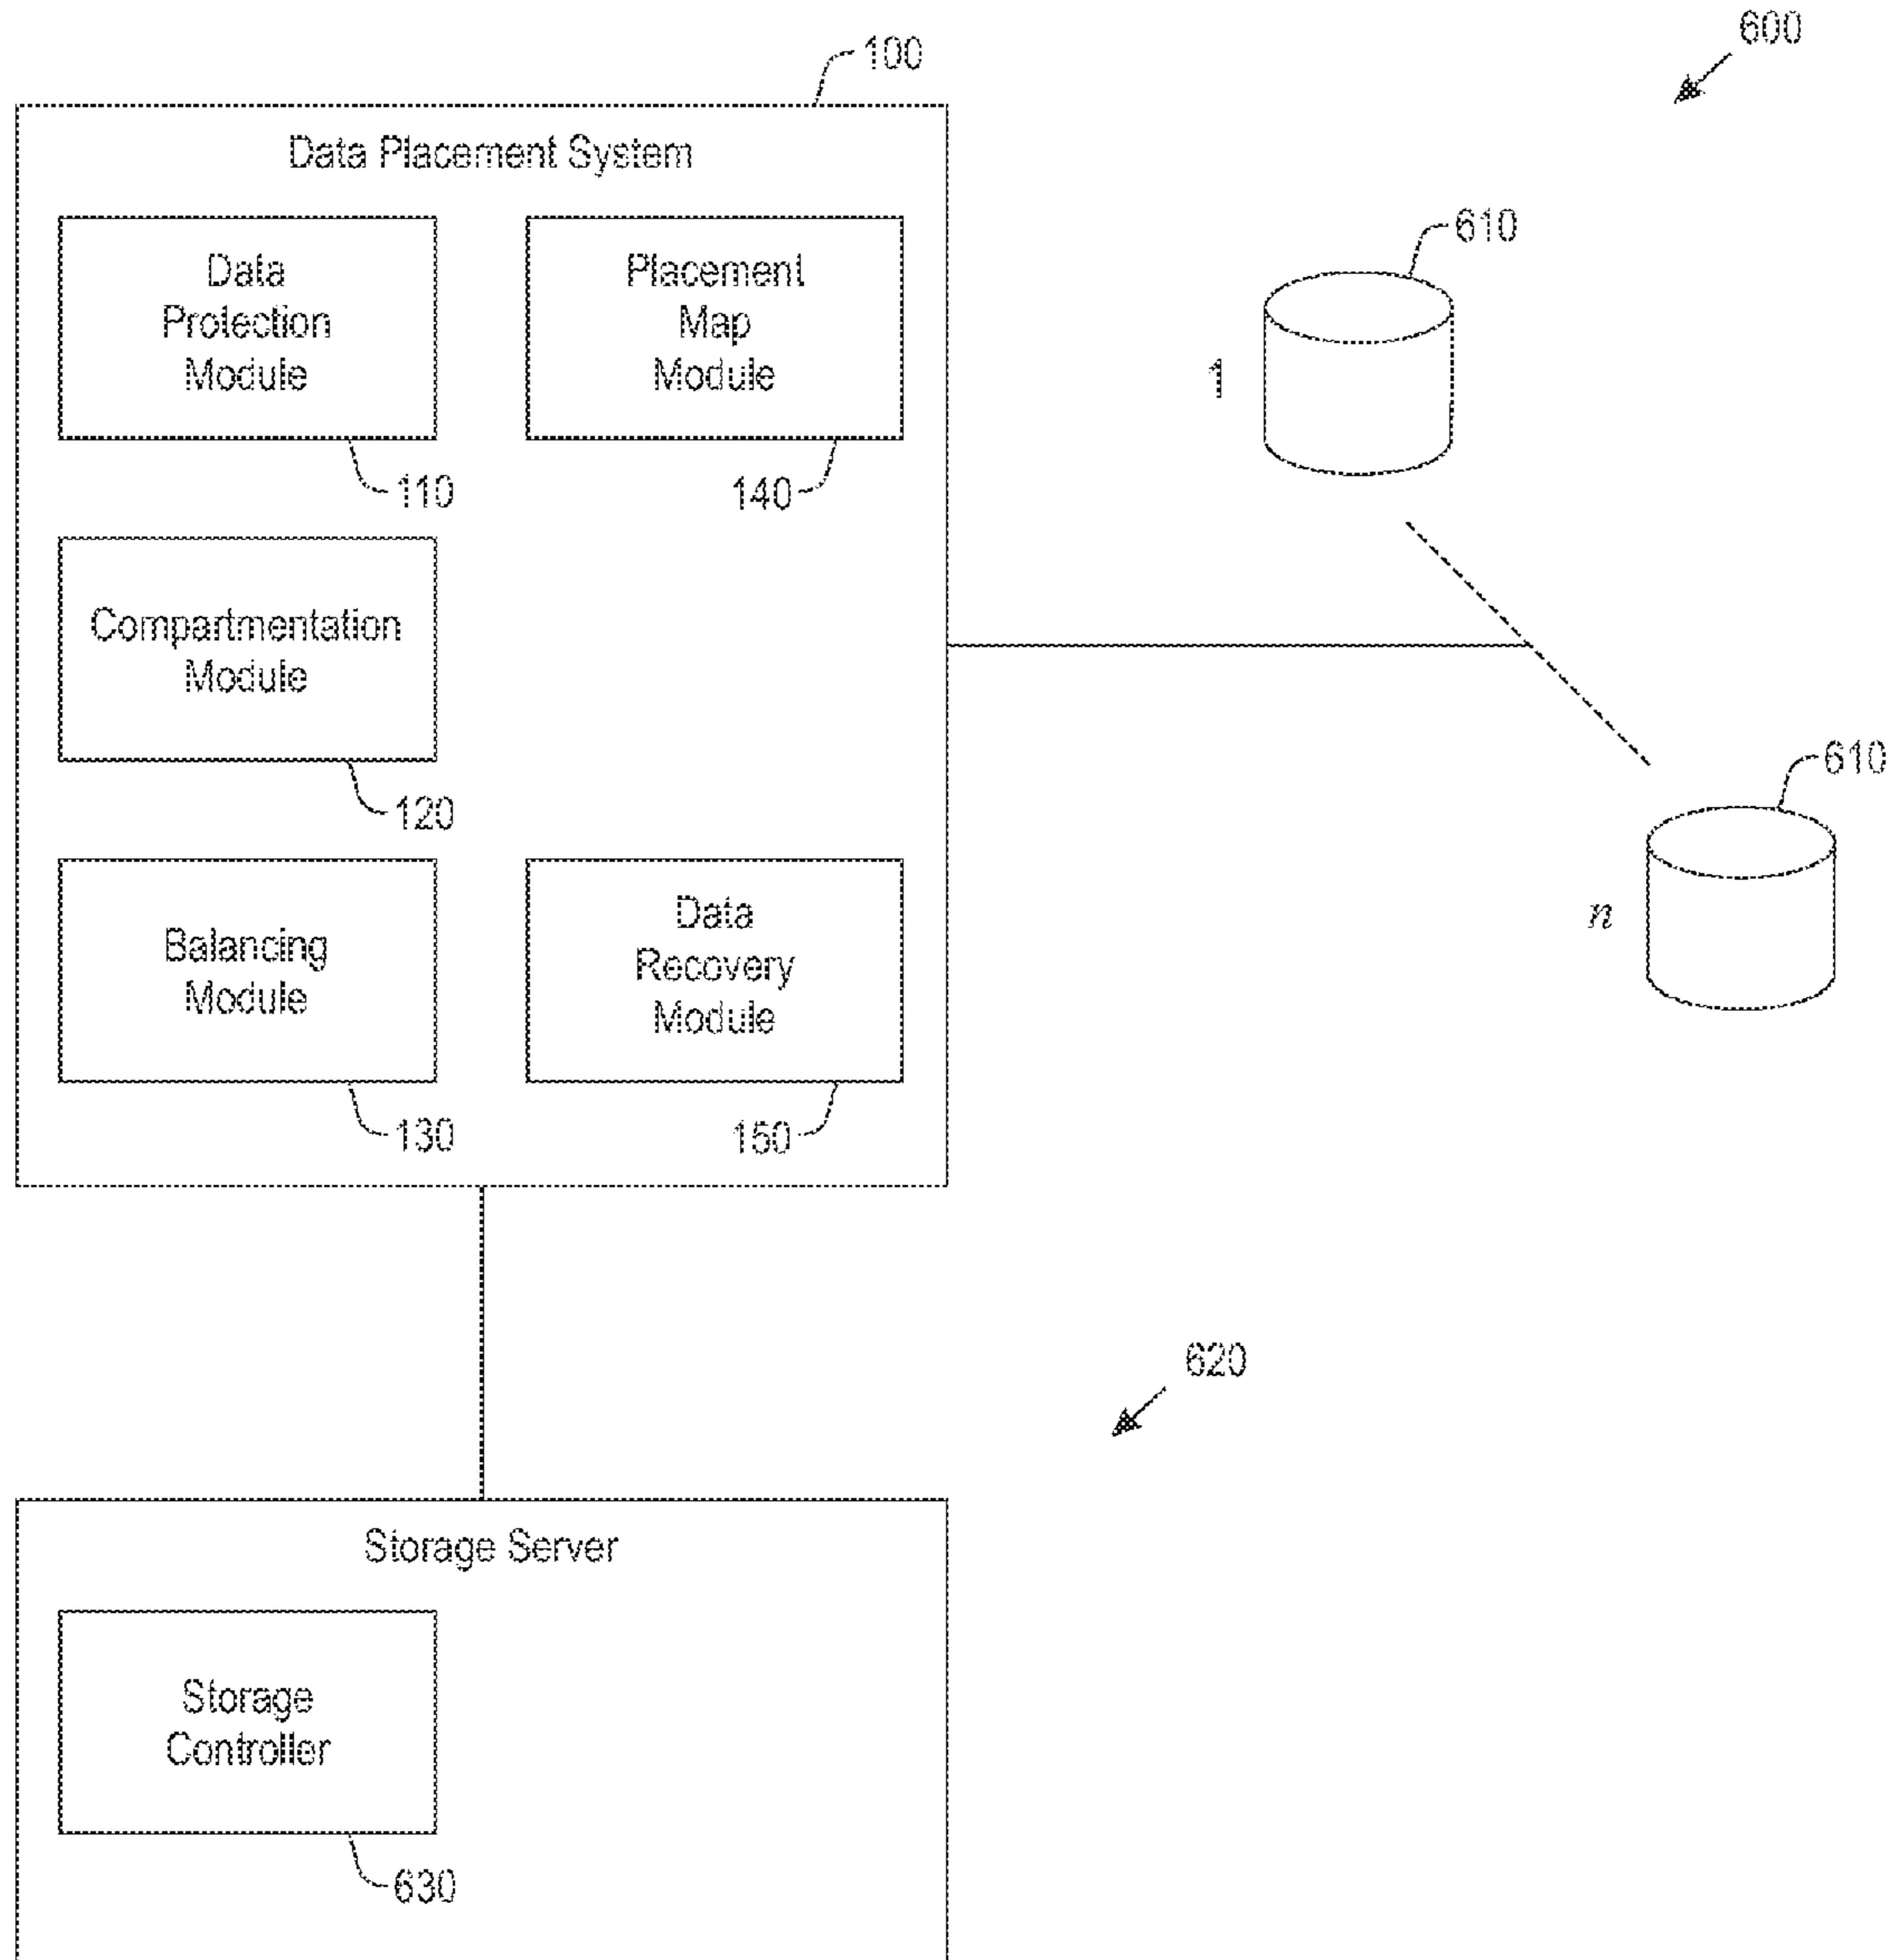 600
100
Data Placement System
Data
Protection
Module
110
Placement
Map
Module
140
610
1
Compartmentation
Module
120
610
n
Balancing
Module
130
Data
Recovery
Module
150
620
Storage Server
Storage
Controller
630